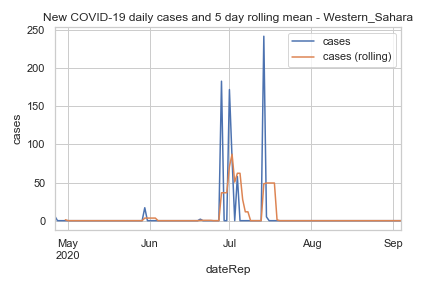 New COVID-19 daily cases and 5 day rolling mean - Western_Sahara
250
200
150
100
50
0
cases
cases
cases (rolling)
May
2020
Jun
Jul
Aug
Sep
dateRep